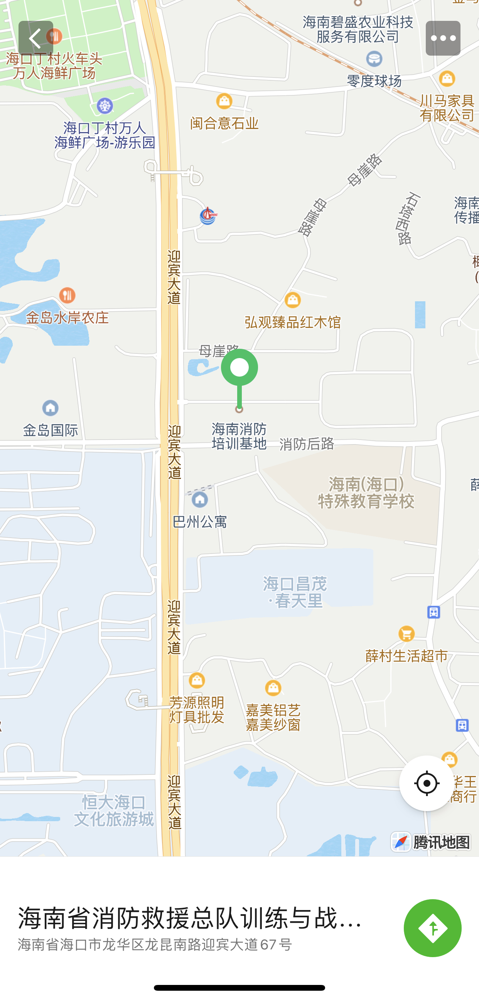 海南碧盛农业科技
服务有限公司
海口丁村火车头
万人海鲜广场
零度球场
川马家具
有限公司
闽合意石业
海口丁村万人
海鲜广场-游乐园
母崖路
母崖路
石塔西路
海南
传播
迎宾大道
金岛水岸农庄
弘观臻品红木馆
母崖路
金岛国际
海南消防
培训基地
消防后路
迎宾大道
海南(海口)
特殊教育学校
薛
巴州公寓
海口昌茂
·春天里
迎宾大道
薛村生活超市
芳源照明
灯具批发
嘉美铝艺
嘉美纱窗
华王
商行
迎宾大道
恒大海口
文化旅游城
腾讯地图
海南省消防救援总队训练与战...
海南省海口市龙华区龙昆南路迎宾大道67号